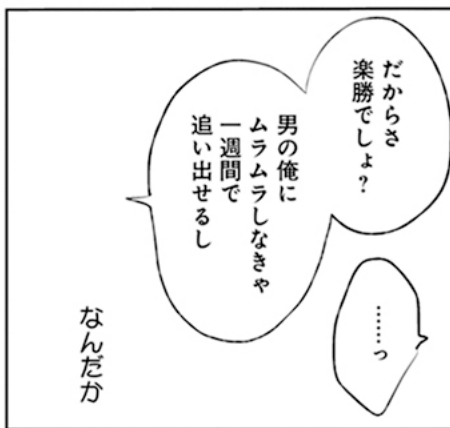 だからさ
楽勝でしょ?
男の俺に
ムラムラしなきゃ
一週間で
追い出せるし
……っ
なんだか